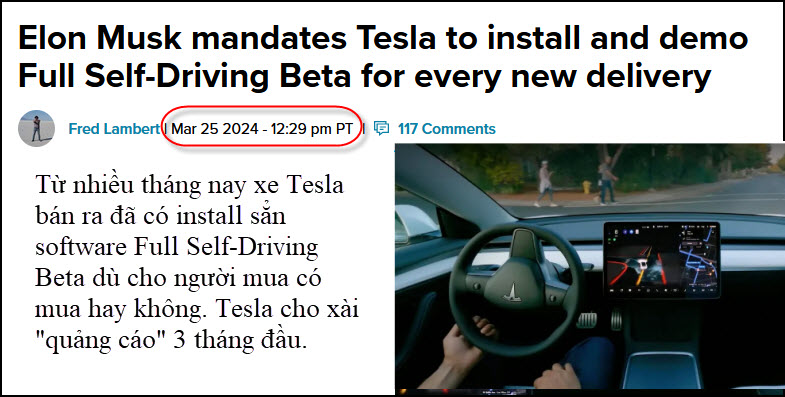 Elon Musk mandates Tesla to install and demo
Full Self-Driving Beta for every new delivery
Fred Lambert | Mar 25 2024 - 12:29 pm PT | 117 Comments
Từ nhiều tháng nay xe Tesla
bán ra đã có install sẳn
software Full Self-Driving
Beta dù cho người mua có
mua hay không. Tesla cho xài
"quảng cáo" 3 tháng đầu.